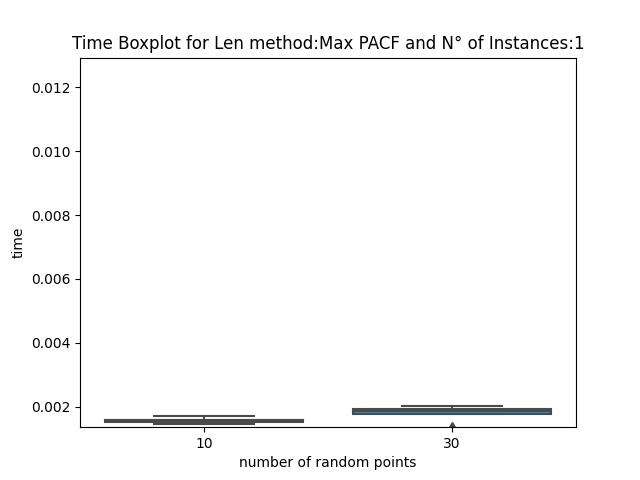 Time Boxplot for Len method:Max PACF and N° of Instances:1
0.012
0.010
0.008
0.006
0.004
0.002
time
10
30
number of random points